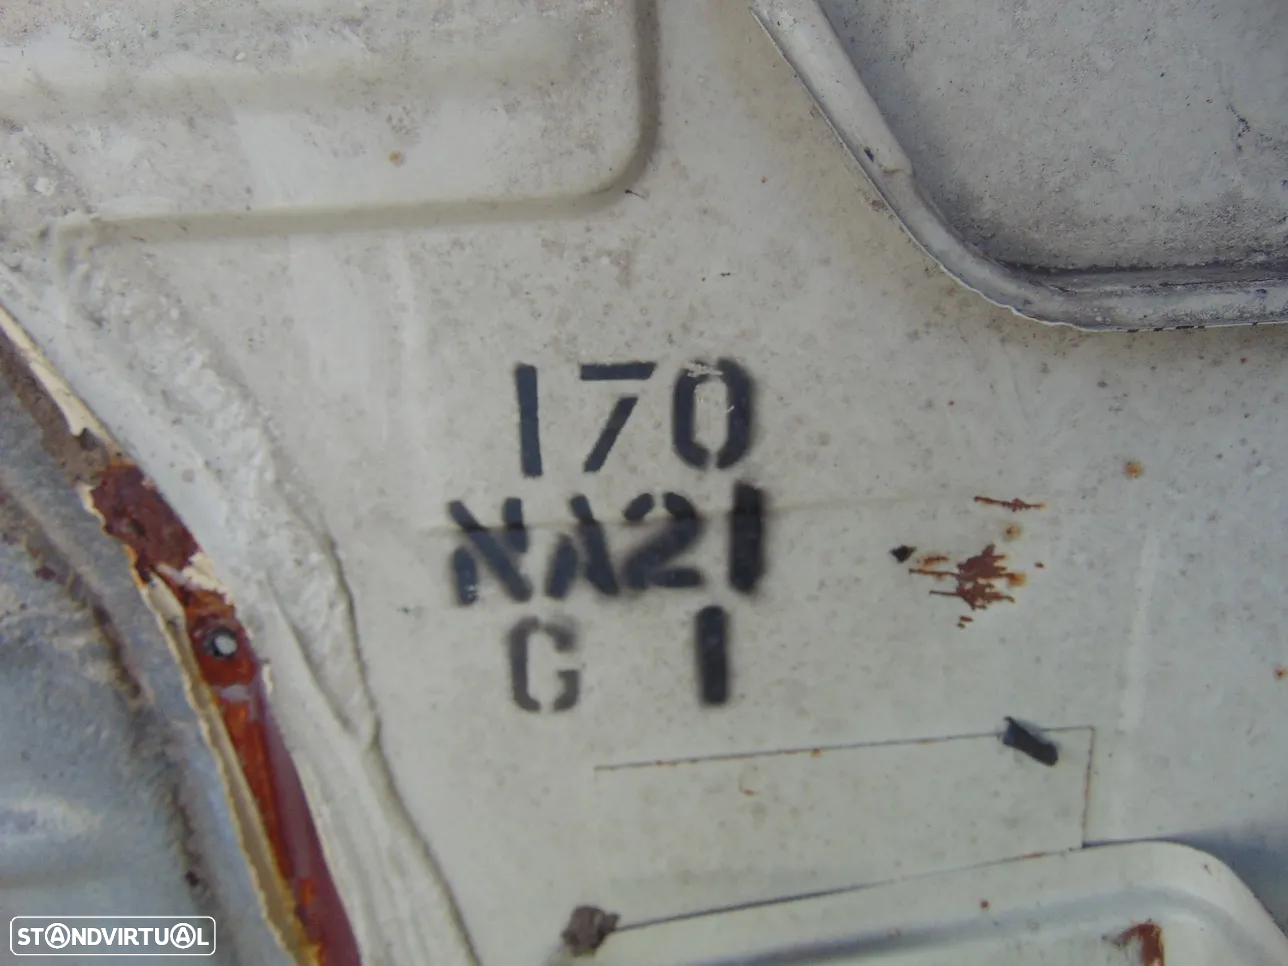 170
NA21
G 1
STANDVIRTUAL